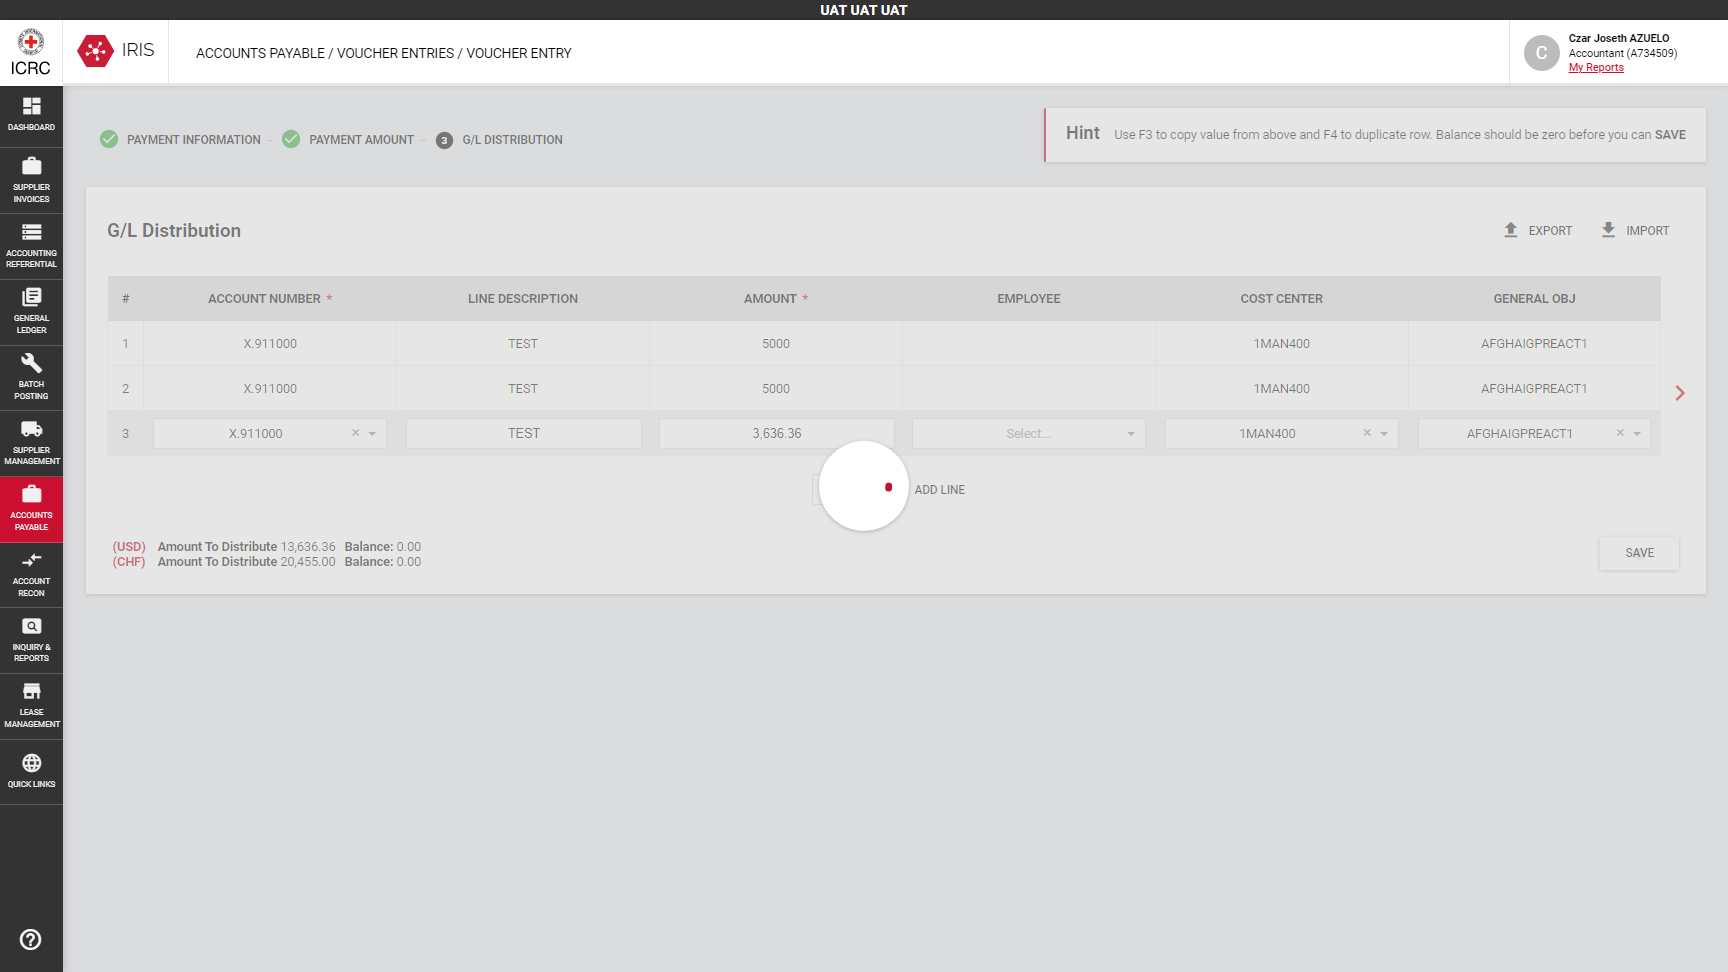 UAT UAT UAT
ICRC
IRIS
ACCOUNTS PAYABLE / VOUCHER ENTRIES / VOUCHER ENTRY
C
Czar Joseth AZUELO
Accountant (A734509)
My Reports
DASHBOARD
SUPPLIER
INVOICES
ACCOUNTING
REFERENTIAL
GENERAL
LEDGER
BATCH
POSTING
SUPPLIER
MANAGEMENT
ACCOUNTS
PAYABLE
ACCOUNT
RECON
INQUIRY &
REPORTS
LEASE
MANAGEMENT
QUICK LINKS
PAYMENT INFORMATION
PAYMENT AMOUNT
3 G/L DISTRIBUTION
Hint Use F3 to copy value from above and F4 to duplicate row. Balance should be zero before you can SAVE
G/L Distribution
EXPORT
IMPORT
# ACCOUNT NUMBER * LINE DESCRIPTION AMOUNT * EMPLOYEE COST CENTER GENERAL OBJ
1 X.911000 TEST 5000 1MAN400 AFGHAIGPREACT1
2 X.911000 TEST 5000 1MAN400 AFGHAIGPREACT1
3 X.911000 TEST 3,636.36 Select... 1MAN400 AFGHAIGPREACT1
ADD LINE
(USD) Amount To Distribute 13,636.36 Balance: 0.00
(CHF) Amount To Distribute 20,455.00 Balance: 0.00
SAVE